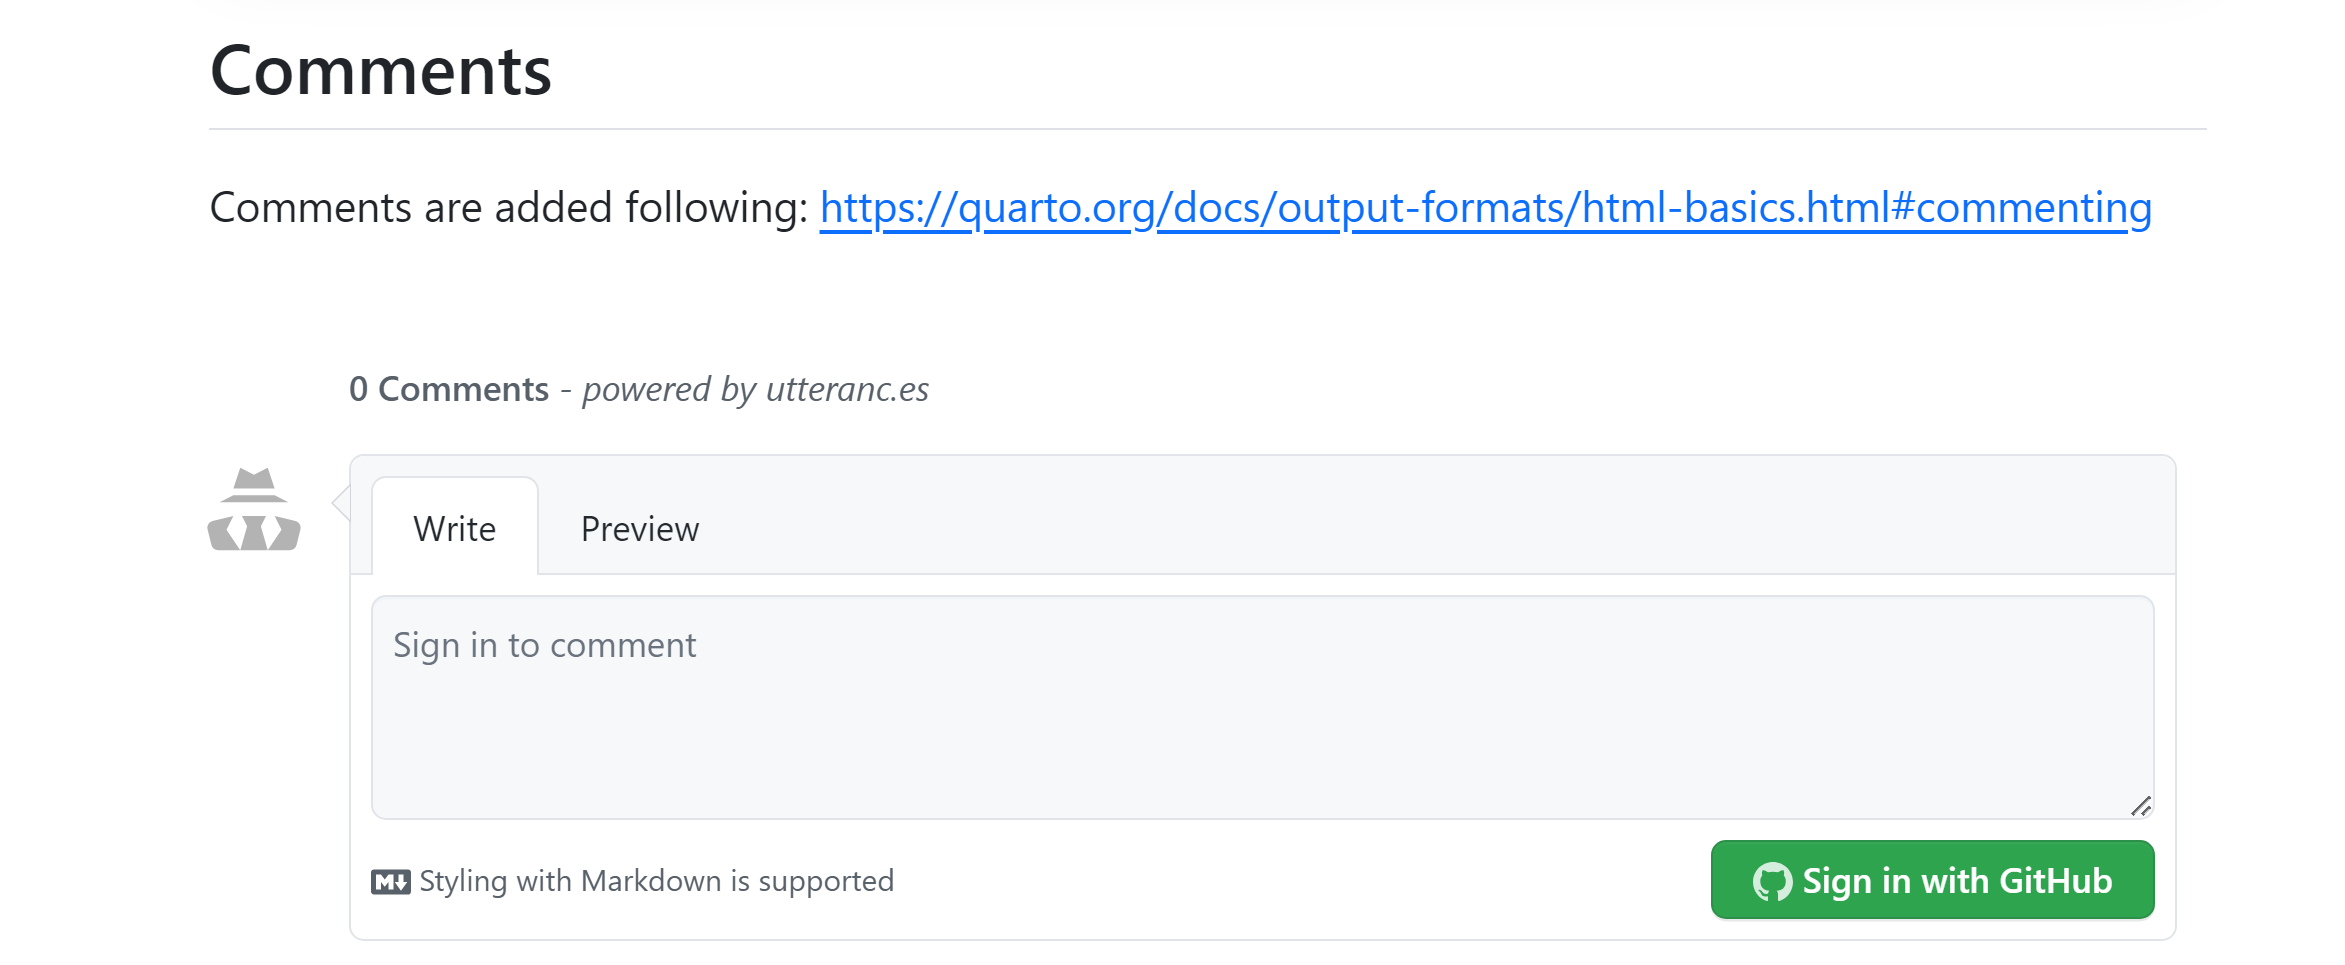 Comments
Comments are added following: https://quarto.org/docs/output-formats/html-basics.html#commenting
0 Comments - powered by utteranc.es
Write Preview
Sign in to comment
M↓ Styling with Markdown is supported
Sign in with GitHub